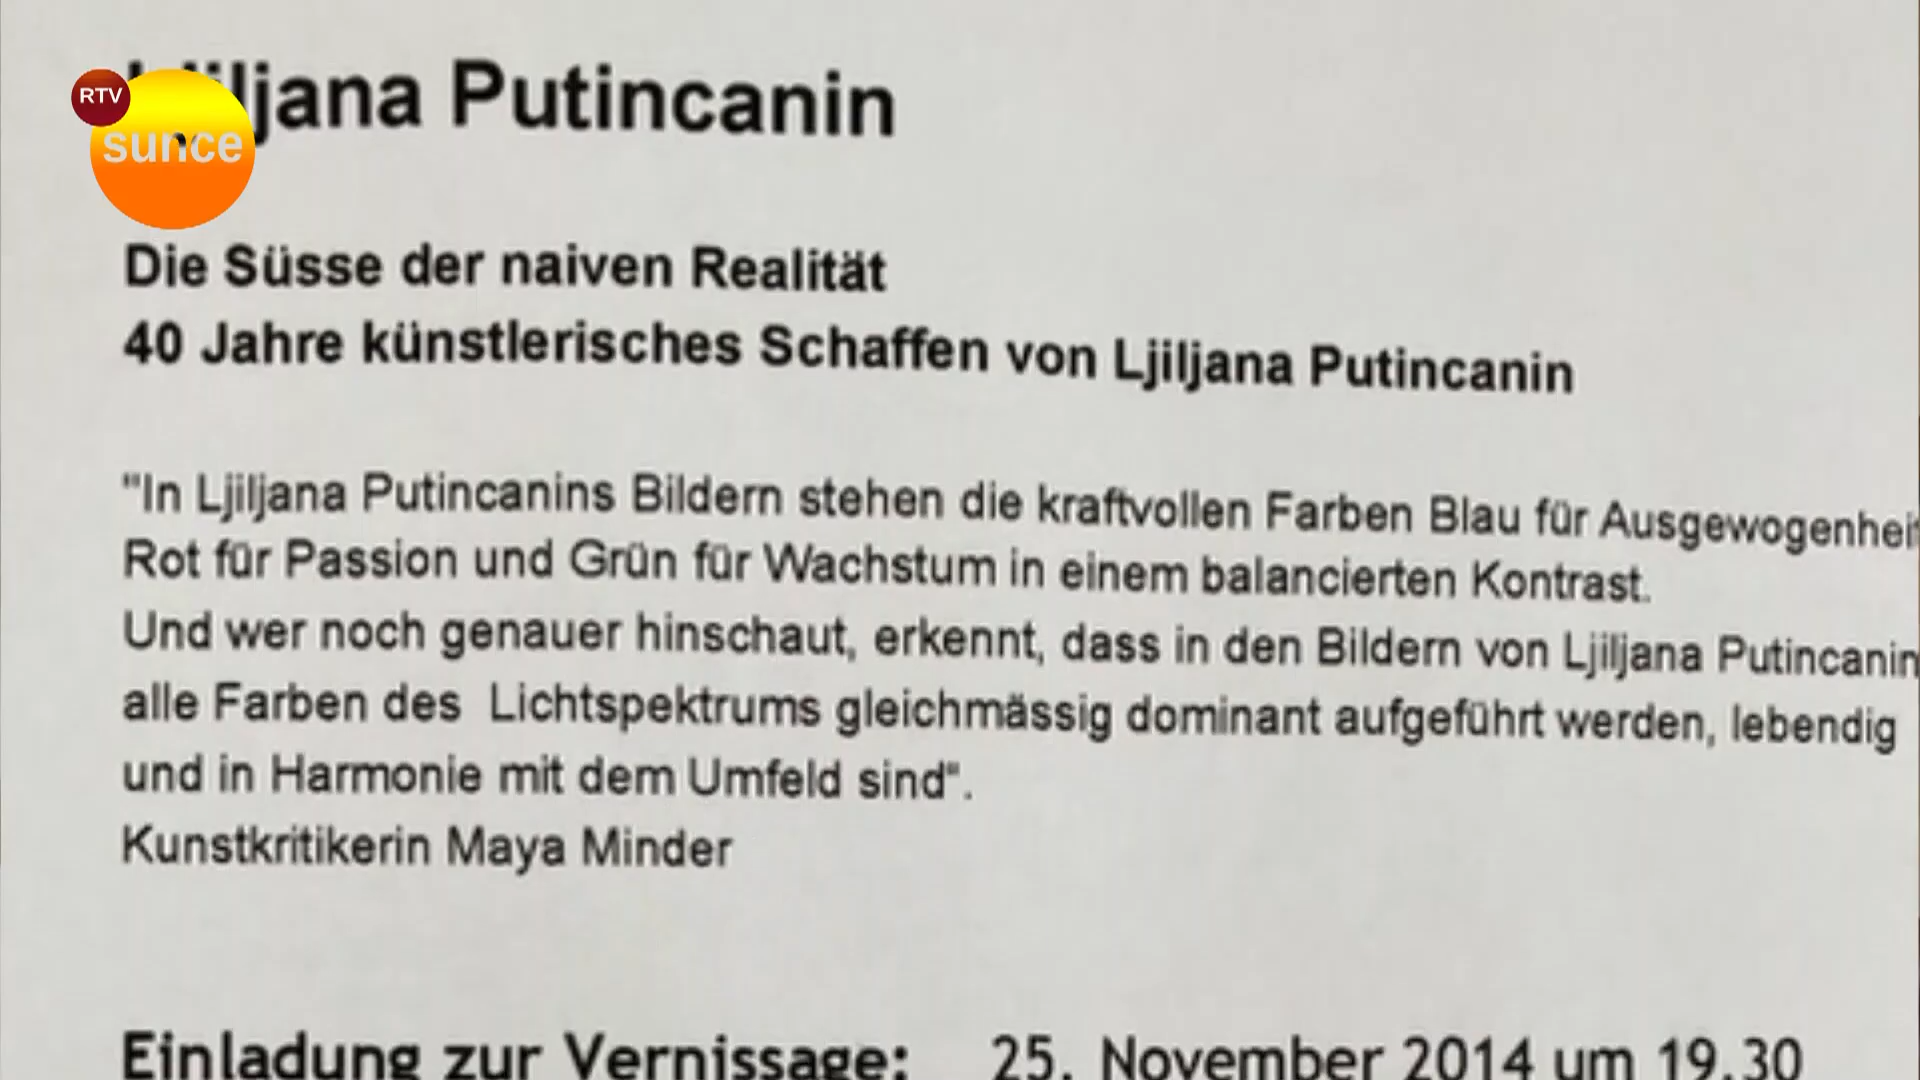 RTV
sunce
Ljiljana Putincanin
Die Süsse der naiven Realität
40 Jahre künstlerisches Schaffen von Ljiljana Putincanin
"In Ljiljana Putincanins Bildern stehen die kraftvollen Farben Blau für Ausgewogenheit
Rot für Passion und Grün für Wachstum in einem balancierten Kontrast.
Und wer noch genauer hinschaut, erkennt, dass in den Bildern von Ljiljana Putincanin
alle Farben des Lichtspektrums gleichmässig dominant aufgeführt werden, lebendig
und in Harmonie mit dem Umfeld sind".
Kunstkritikerin Maya Minder
Einladung zur Vernissage: 25. November 2014 um 19.30